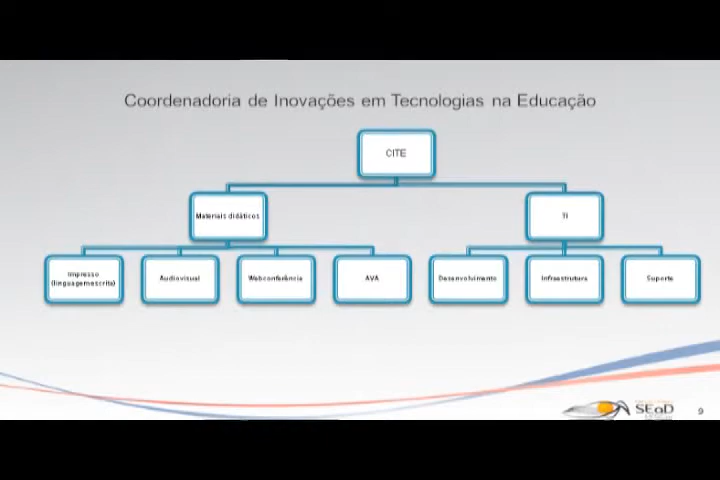 Coordenadoria de Inovações em Tecnologias na Educação
CITE
Materiais didáticos
TI
Impresso
(linguagem escrita)
Audiovisual
Webconferência
AVA
Desenvolvimento
Infraestrutura
Suporte
SEaD
9